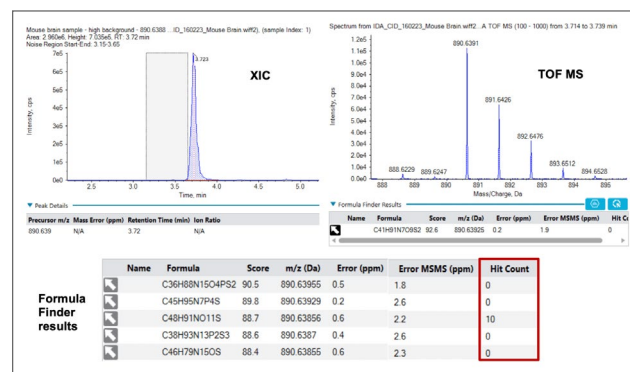 Mouse brain sample - high background - 890.6388 ...ID_160223_Mouse Brain.wiff2), (sample Index: 1)
Area: 2.960e6, Height: 7.035e5, RT: 3.72 min
Noise Region Start-End: 3.15-3.65
7e5
6e5
5e5
4e5
3e5
2e5
1e5
0e0
Intensity, cps
3.723
XIC
2.5 3.0 3.5 4.0 4.5 5.0
Time, min
Peak Details
Precursor m/z Mass Error (ppm) Retention Time (min) Ion Ratio
890.639 N/A 3.72 N/A
Spectrum from IDA_CID_160223_Mouse Brain.wiff2...A TOF MS (100 - 1000) from 3.714 to 3.739 min
1.2e5
1.1e5
1.0e5
9.0e4
8.0e4
7.0e4
6.0e4
5.0e4
4.0e4
3.0e4
2.0e4
1.0e4
0.0e0
Intensity, cps
890.6391
TOF MS
891.6426
892.6476
893.6512
888.6229
889.6247
894.6528
888 889 890 891 892 893 894 895
Mass/Charge, Da
Formula Finder Results
Name Formula Score m/z (Da) Error (ppm) Error MSMS (ppm) Hit Cc
C41H91N7O9S2 92.6 890.63925 0.2 1.9 0
Formula
Finder
results
Name Formula Score m/z (Da) Error (ppm) Error MSMS (ppm) Hit Count
C36H88N15O4PS2 90.5 890.63955 0.5 1.8 0
C45H95N7P4S 89.8 890.63929 0.2 2.6 0
C48H91NO11S 88.7 890.63856 0.6 2.2 10
C38H93N13P2S3 88.6 890.6387 0.4 2.6 0
C46H79N15OS 88.4 890.63855 0.6 2.3 0